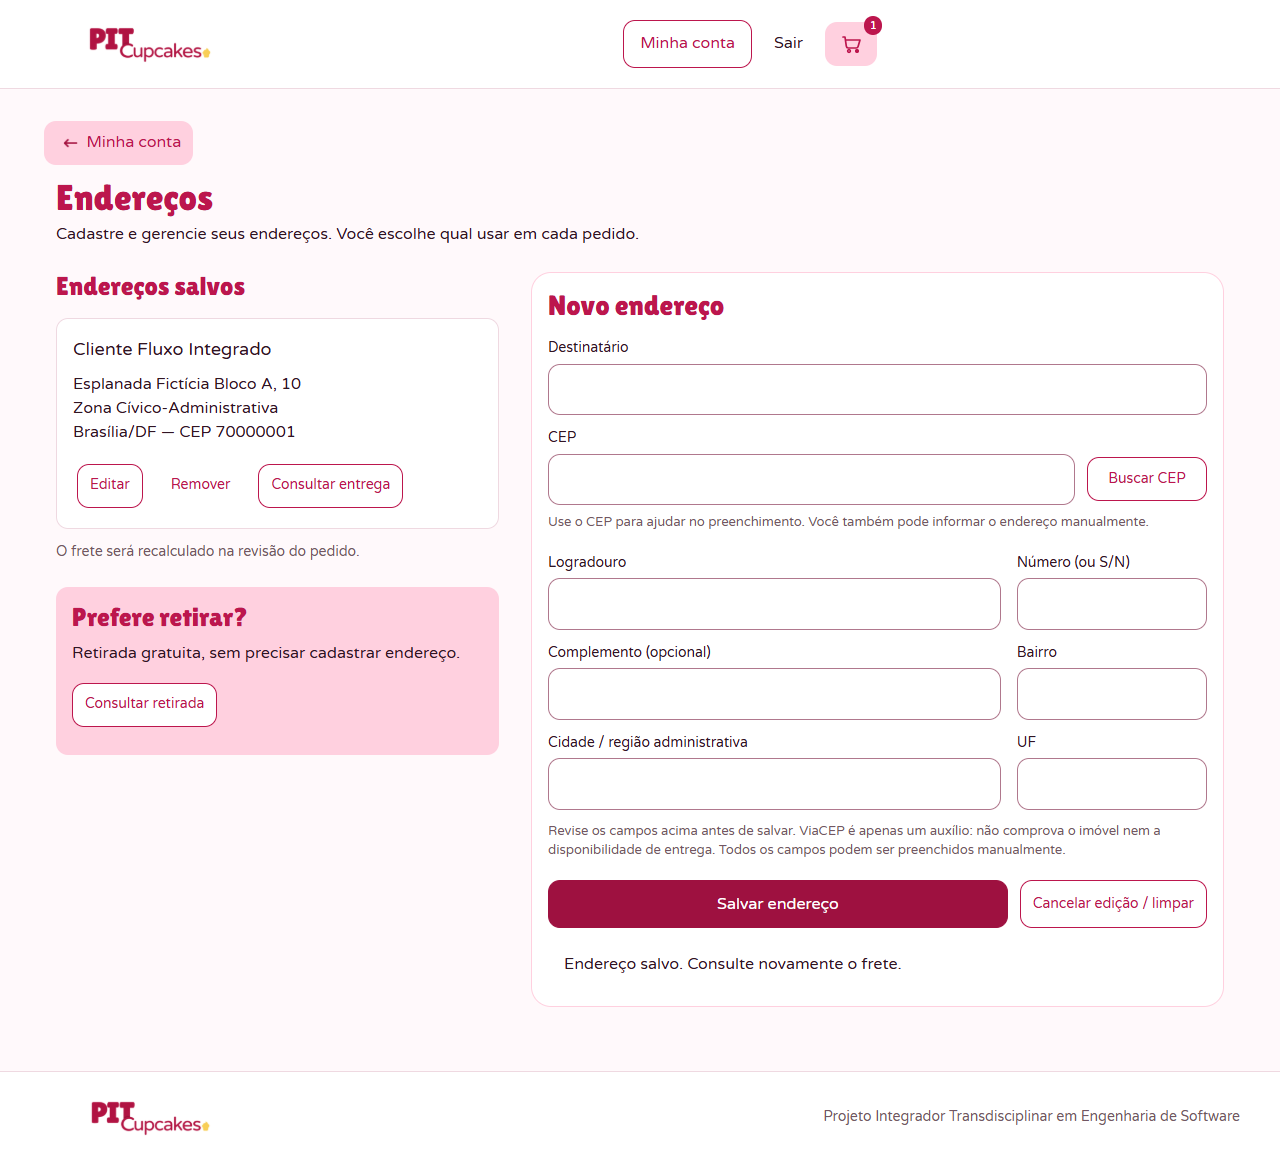 PIT Cupcakes
Minha conta
Sair
1
Minha conta
Endereços
Cadastre e gerencie seus endereços. Você escolhe qual usar em cada pedido.
Endereços salvos
Cliente Fluxo Integrado
Esplanada Fictícia Bloco A, 10
Zona Cívico-Administrativa
Brasília/DF — CEP 70000001
Editar
Remover
Consultar entrega
O frete será recalculado na revisão do pedido.
Prefere retirar?
Retirada gratuita, sem precisar cadastrar endereço.
Consultar retirada
Novo endereço
Destinatário
CEP
Buscar CEP
Use o CEP para ajudar no preenchimento. Você também pode informar o endereço manualmente.
Logradouro
Número (ou S/N)
Complemento (opcional)
Bairro
Cidade / região administrativa
UF
Revise os campos acima antes de salvar. ViaCEP é apenas um auxílio: não comprova o imóvel nem a
disponibilidade de entrega. Todos os campos podem ser preenchidos manualmente.
Salvar endereço
Cancelar edição / limpar
Endereço salvo. Consulte novamente o frete.
PIT Cupcakes
Projeto Integrador Transdisciplinar em Engenharia de Software